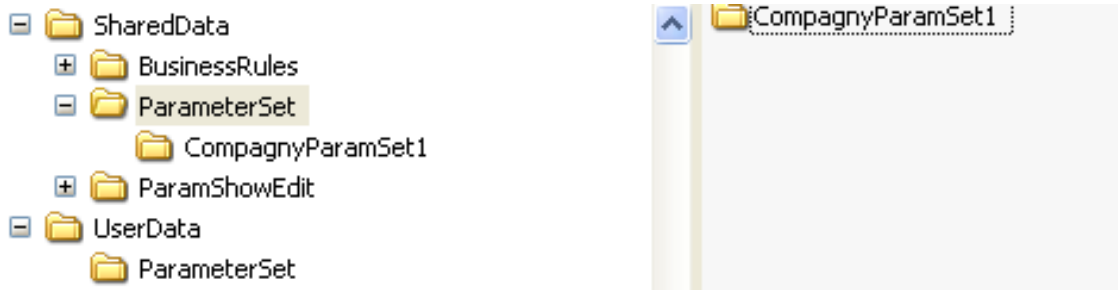 SharedData
BusinessRules
ParameterSet
CompagnyParamSet1
ParamShowEdit
UserData
ParameterSet
CompagnyParamSet1